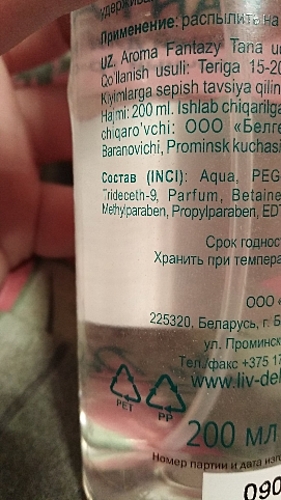 Применение: распылить на
uz. Aroma Fantazy Tana
Qo'llanish usuli: Teriga 15-20
Kiyimlarga sepish tavsiya qilin
Hajmi: 200 ml. Ishlab chiqarilga
chiqaro'vchi: ООО «Белге
Baranovichi, Prominsk kuchasi
Состав (INCI): Aqua, PEG
Trideceth-9, Parfum, Betaine
Methylparaben, Propylparaben, EDT
Срок годнос
Хранить при темпера
ООО «
225320, Беларусь, г. Б
ул. Проминск
Тел./факс +375 1
www.liv-del
PET
PP
200 мл
Номер партии и дата изг
090